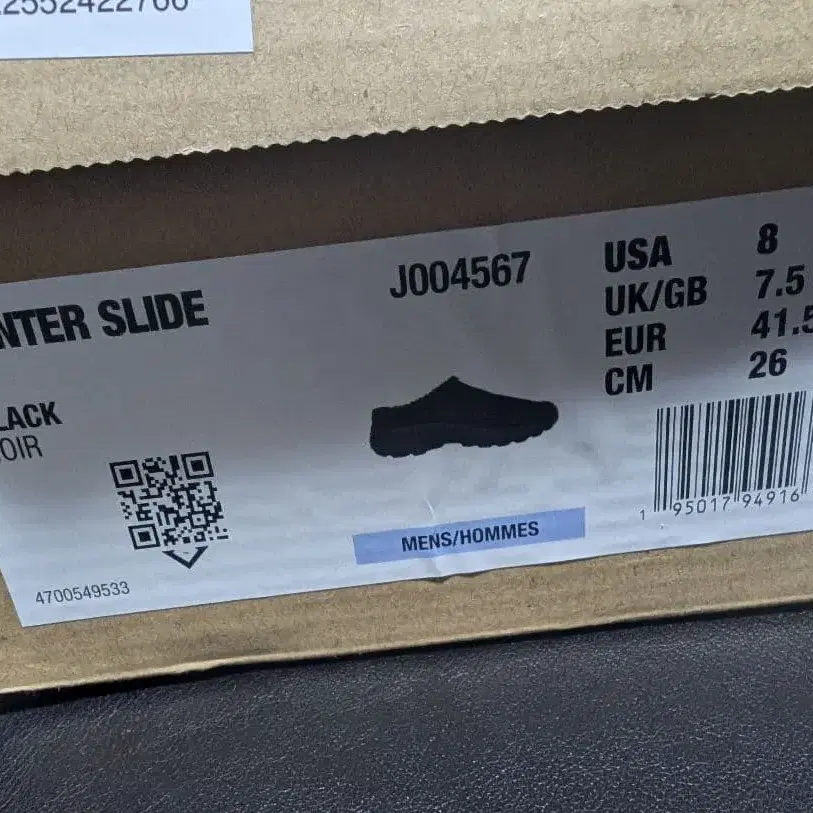 NTER SLIDE
J004567
LACK
OIR
USA 8
UK/GB 7.5
EUR 41.5
CM 26
1 95017 94916
MENS/HOMMES
4700549533